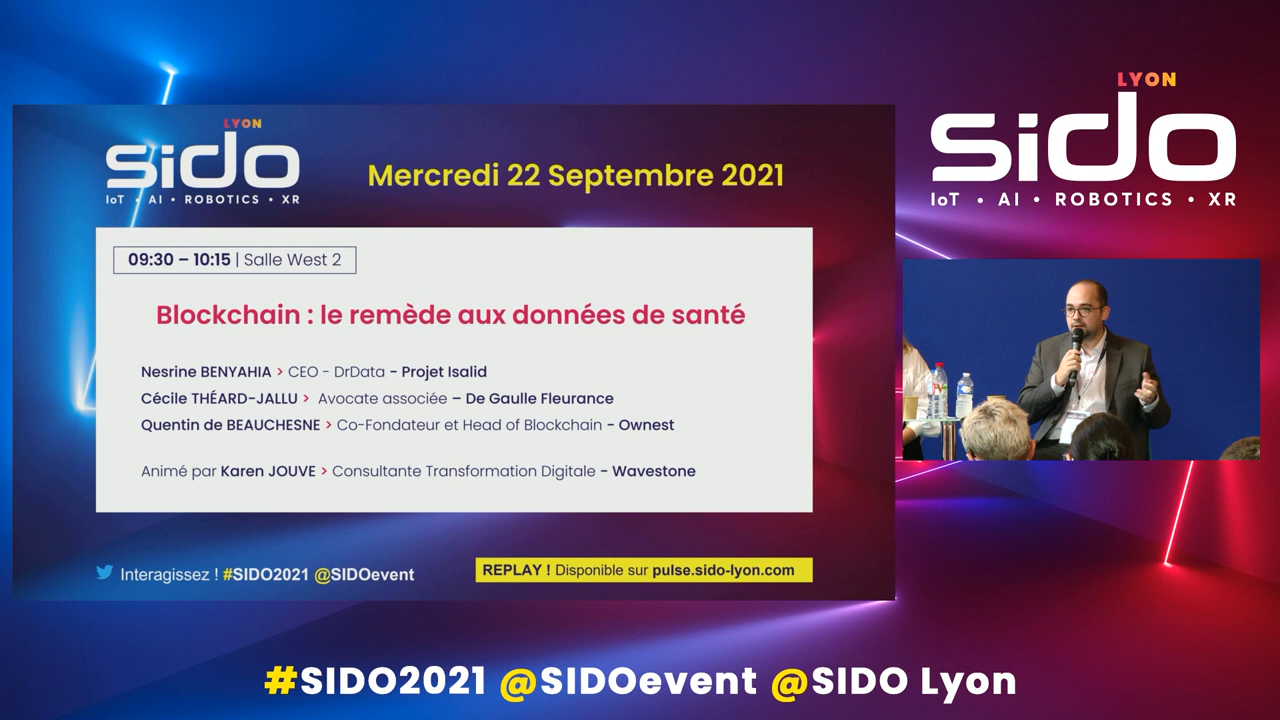 LYON
sido
IoT • AI • ROBOTICS • XR
Mercredi 22 Septembre 2021
09:30 – 10:15 | Salle West 2
Blockchain : le remède aux données de santé
Nesrine BENYAHIA > CEO - DrData - Projet Isalid
Cécile THÉARD-JALLU > Avocate associée – De Gaulle Fleurance
Quentin de BEAUCHESNE > Co-Fondateur et Head of Blockchain - Ownest
Animé par Karen JOUVE > Consultante Transformation Digitale - Wavestone
Interagissez ! #SIDO2021 @SIDOevent
REPLAY ! Disponible sur pulse.sido-lyon.com
LYON
sido
IoT • AI • ROBOTICS • XR
#SIDO2021 @SIDOevent @SIDO Lyon